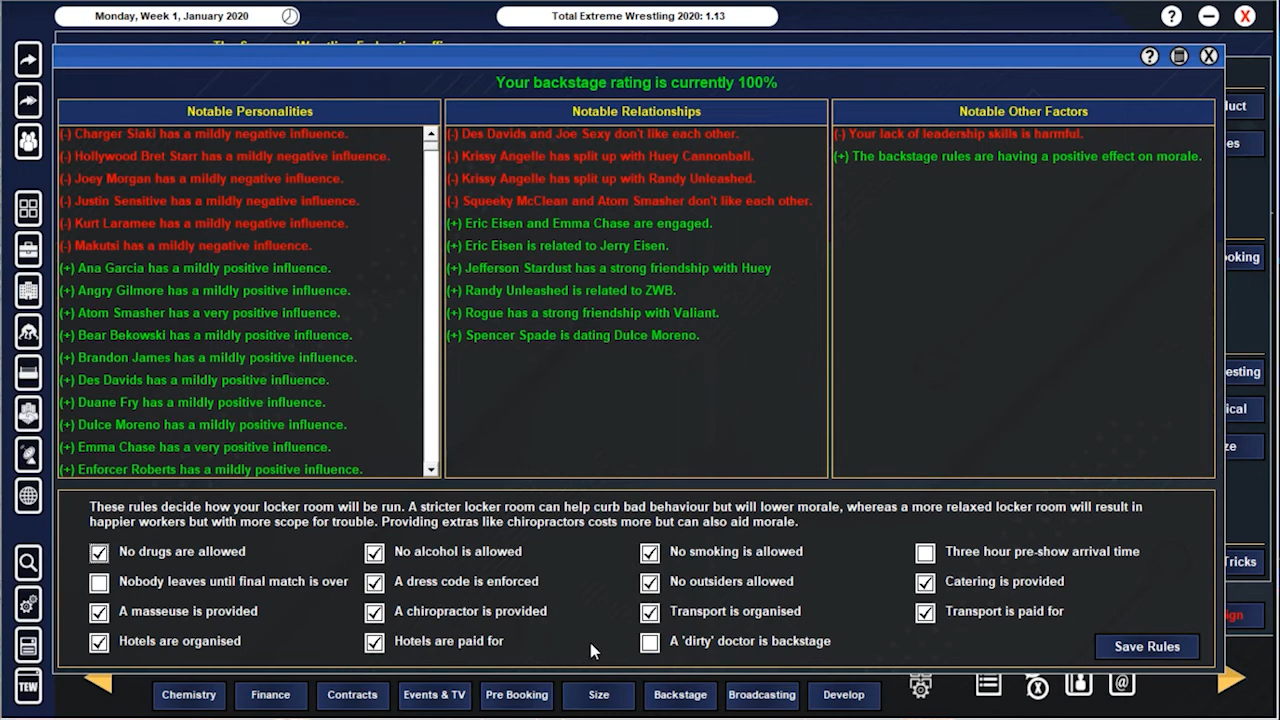 Monday, Week 1, January 2020
Total Extreme Wrestling 2020: 1.13
?
X
?
X
Your backstage rating is currently 100%
Notable Personalities
(-) Charger Siaki has a mildly negative influence.
(-) Hollywood Bret Starr has a mildly negative influence.
(-) Joey Morgan has a mildly negative influence.
(-) Justin Sensitive has a mildly negative influence.
(-) Kurt Laramee has a mildly negative influence.
(-) Makutsi has a mildly negative influence.
(+) Ana Garcia has a mildly positive influence.
(+) Angry Gilmore has a mildly positive influence.
(+) Atom Smasher has a very positive influence.
(+) Bear Bekowski has a mildly positive influence.
(+) Brandon James has a mildly positive influence.
(+) Des Davids has a mildly positive influence.
(+) Duane Fry has a mildly positive influence.
(+) Dulce Moreno has a mildly positive influence.
(+) Emma Chase has a very positive influence.
(+) Enforcer Roberts has a mildly positive influence.
Notable Relationships
(-) Des Davids and Joe Sexy don't like each other.
(-) Krissy Angelle has split up with Huey Cannonball.
(-) Krissy Angelle has split up with Randy Unleashed.
(-) Squeeky McClean and Atom Smasher don't like each other.
(+) Eric Eisen and Emma Chase are engaged.
(+) Eric Eisen is related to Jerry Eisen.
(+) Jefferson Stardust has a strong friendship with Huey
(+) Randy Unleashed is related to ZWB.
(+) Rogue has a strong friendship with Valiant.
(+) Spencer Spade is dating Dulce Moreno.
Notable Other Factors
(-) Your lack of leadership skills is harmful.
(+) The backstage rules are having a positive effect on morale.
duct
es
ooking
esting
ical
ze
Tricks
ign
These rules decide how your locker room will be run. A stricter locker room can help curb bad behaviour but will lower morale, whereas a more relaxed locker room will result in
happier workers but with more scope for trouble. Providing extras like chiropractors costs more but can also aid morale.
No drugs are allowed
No alcohol is allowed
No smoking is allowed
Three hour pre-show arrival time
Nobody leaves until final match is over
A dress code is enforced
No outsiders allowed
Catering is provided
A masseuse is provided
A chiropractor is provided
Transport is organised
Transport is paid for
Hotels are organised
Hotels are paid for
A 'dirty' doctor is backstage
Save Rules
TEW
Chemistry
Finance
Contracts
Events & TV
Pre Booking
Size
Backstage
Broadcasting
Develop
@